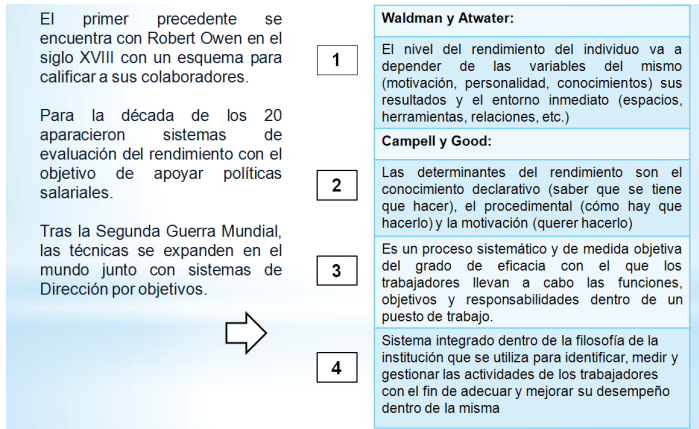 El primer precedente se
encuentra con Robert Owen en el
siglo XVIII con un esquema para
calificar a sus colaboradores.
Para la década de los 20
aparacieron sistemas de
evaluación del rendimiento con el
objetivo de apoyar políticas
salariales.
Tras la Segunda Guerra Mundial,
las técnicas se expanden en el
mundo junto con sistemas de
Dirección por objetivos.
1
2
3
4
Waldman y Atwater:
El nivel del rendimiento del individuo va a
depender de las variables del mismo
(motivación, personalidad, conocimientos) sus
resultados y el entorno inmediato (espacios,
herramientas, relaciones, etc.)
Campell y Good:
Las determinantes del rendimiento son el
conocimiento declarativo (saber que se tiene
que hacer), el procedimental (cómo hay que
hacerlo) y la motivación (querer hacerlo)
Es un proceso sistemático y de medida objetiva
del grado de eficacia con el que los
trabajadores llevan a cabo las funciones,
objetivos y responsabilidades dentro de un
puesto de trabajo.
Sistema integrado dentro de la filosofía de la
institución que se utiliza para identificar, medir y
gestionar las actividades de los trabajadores
con el fin de adecuar y mejorar su desempeño
dentro de la misma